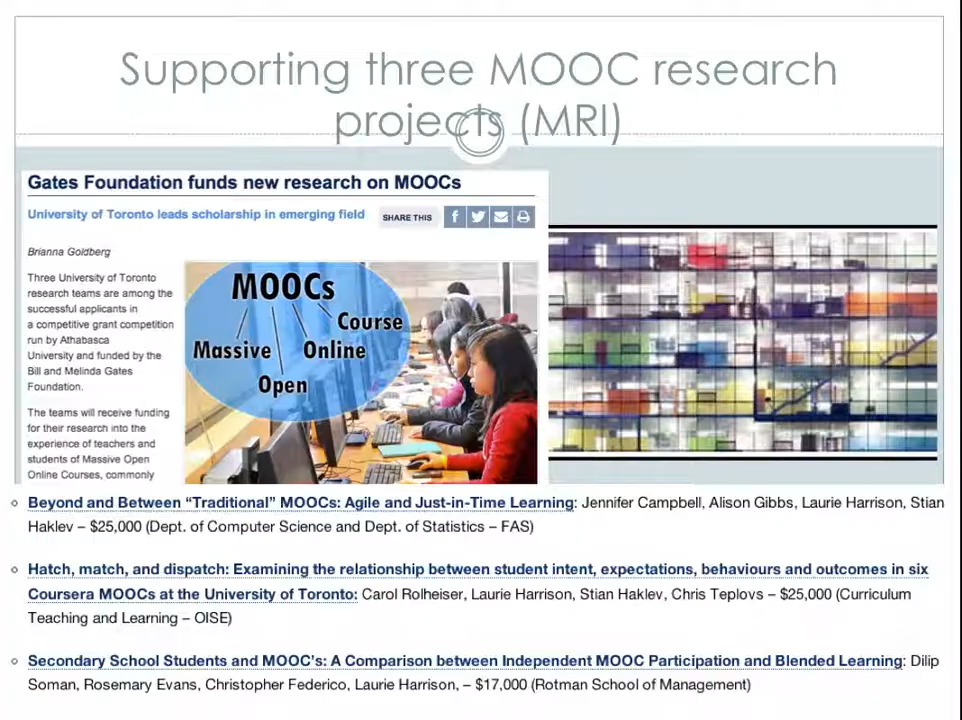 Supporting three MOOC research
projects (MRI)
Gates Foundation funds new research on MOOCs
University of Toronto leads scholarship in emerging field
SHARE THIS
Brianna Goldberg
Three University of Toronto
research teams are among the
successful applicants in
a competitive grant competition
run by Athabasca
University and funded by the
Bill and Melinda Gates
Foundation.
The teams will receive funding
for their research into the
experience of teachers and
students of Massive Open
Online Courses, commonly
MOOCs
Course
Massive
Online
Open
Beyond and Between “Traditional” MOOCs: Agile and Just-in-Time Learning: Jennifer Campbell, Alison Gibbs, Laurie Harrison, Stian
Haklev – $25,000 (Dept. of Computer Science and Dept. of Statistics – FAS)
Hatch, match, and dispatch: Examining the relationship between student intent, expectations, behaviours and outcomes in six
Coursera MOOCs at the University of Toronto: Carol Rolheiser, Laurie Harrison, Stian Haklev, Chris Teplovs – $25,000 (Curriculum
Teaching and Learning – OISE)
Secondary School Students and MOOC’s: A Comparison between Independent MOOC Participation and Blended Learning: Dilip
Soman, Rosemary Evans, Christopher Federico, Laurie Harrison, – $17,000 (Rotman School of Management)